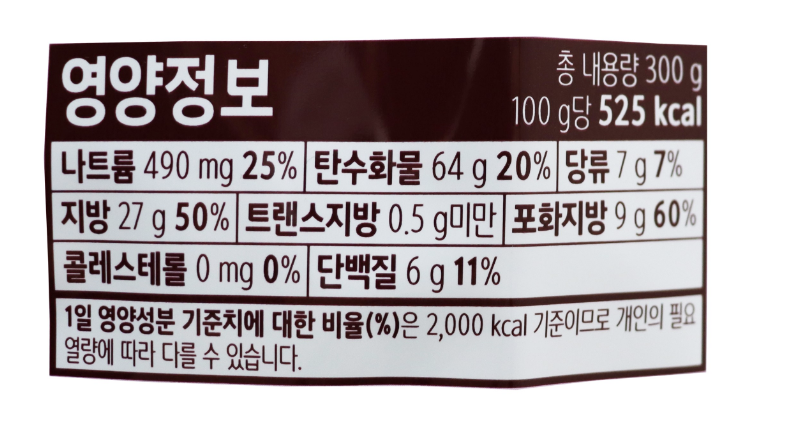 영양정보
총 내용량 300 g
100 g당 525 kcal
나트륨 490 mg 25% 탄수화물 64 g 20% 당류 7 g 7%
지방 27 g 50% 트랜스지방 0.5 g미만 포화지방 9 g 60%
콜레스테롤 0 mg 0% 단백질 6 g 11%
1일 영양성분 기준치에 대한 비율(%)은 2,000 kcal 기준이므로 개인의 필요
열량에 따라 다를 수 있습니다.